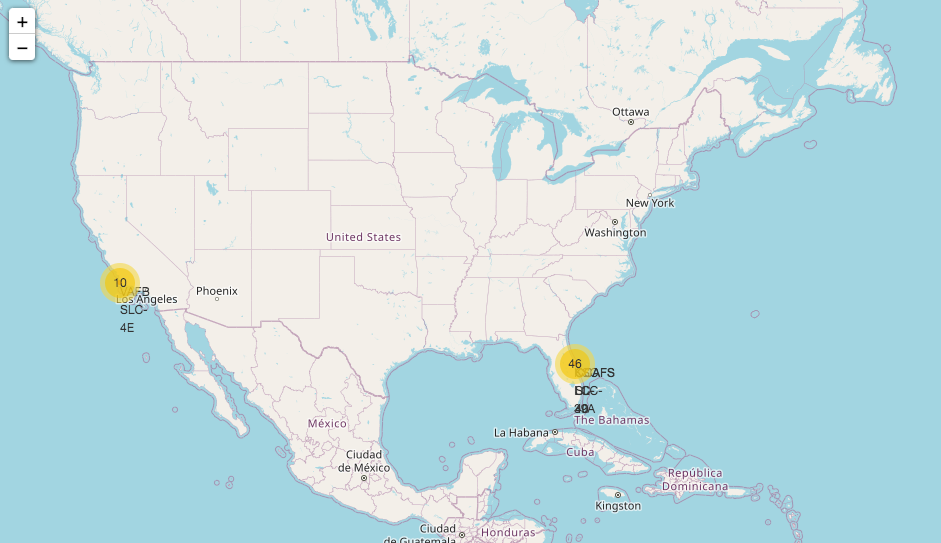 +
−
Ottawa
New York
Washington
United States
10
VAFB
Los Angeles
SLC-
4E
Phoenix
46
The Bahamas
La Habana
Cuba
México
Ciudad
de México
República
Dominicana
Kingston
Ciudad
de Guatemala
Honduras